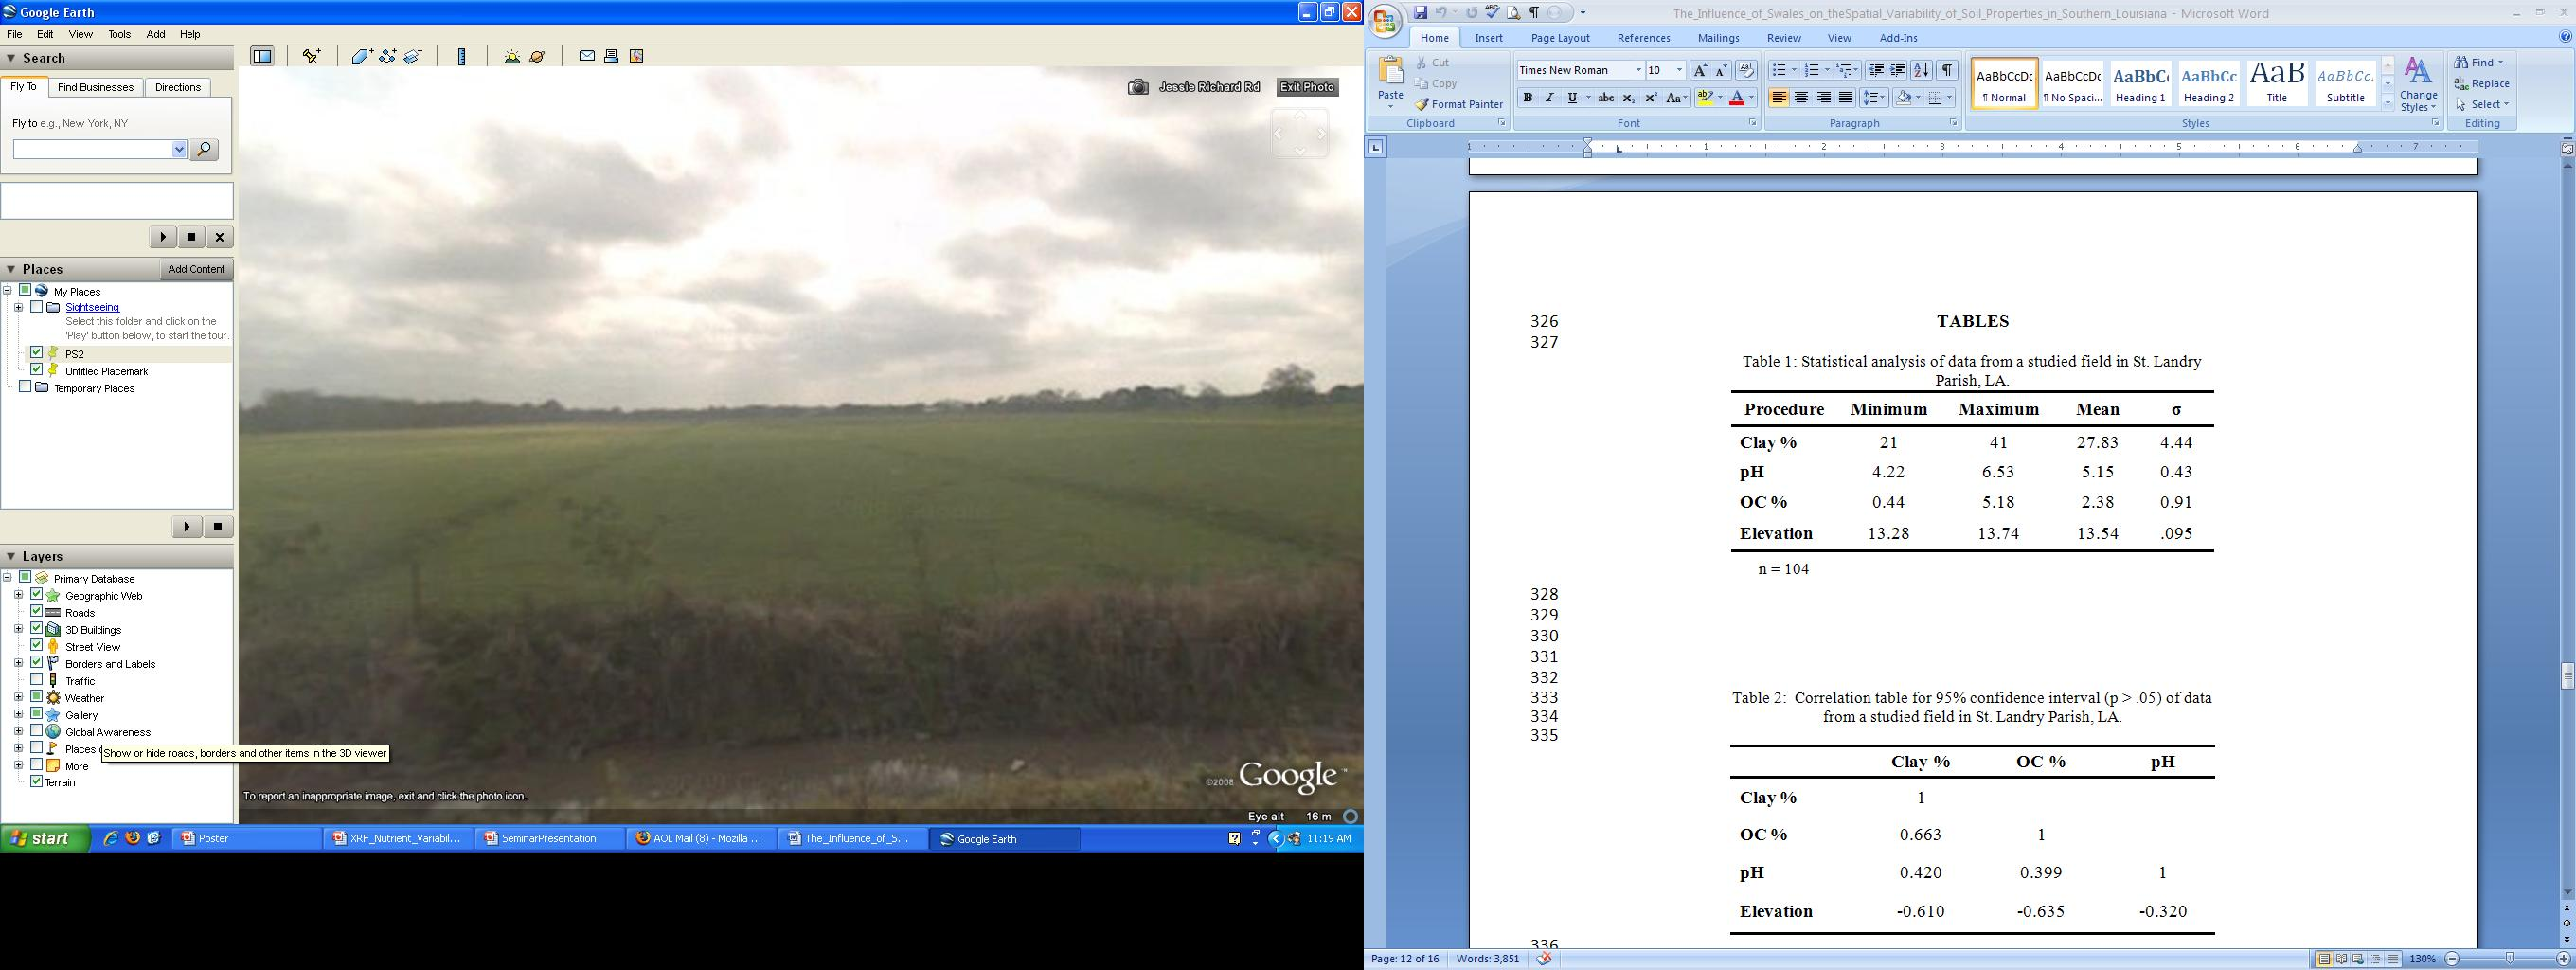 Google Earth
File Edit View Tools Add Help
Search
Fly To Find Businesses Directions
Fly to e.g., New York, NY
Places Add Content
My Places
Sightseeing
Select this folder and click on the
'Play' button below, to start the tour.
PS2
Untitled Placemark
Temporary Places
Layers
Primary Database
Geographic Web
Roads
3D Buildings
Street View
Borders and Labels
Traffic
Weather
Gallery
Global Awareness
Places
Show or hide roads, borders and other items in the 3D viewer
More
Terrain
Jessie Richard Rd Exit Photo
©2008 Google™
To report an inappropriate image, exit and click the photo icon.
Eye alt 16 m
start Poster XRF_Nutrient_Variabil... SeminarPresentation AOL Mail (8) - Mozilla ... The_Influence_of_S... Google Earth 11:19 AM
The_Influence_of_Swales_on_theSpatial_Variability_of_Soil_Properties_in_Southern_Louisiana - Microsoft Word
Home Insert Page Layout References Mailings Review View Add-Ins
Paste
Cut
Copy
Format Painter
Clipboard
Times New Roman 10
Font
Paragraph
AaBbCcDc AaBbCcDc AaBbC AaBbCc AaB AaBbCc.
¶ Normal ¶ No Spaci... Heading 1 Heading 2 Title Subtitle
Change
Styles
Styles
Find
Replace
Select
Editing
1 1 2 3 4 5 6 7
326 TABLES
327
Table 1: Statistical analysis of data from a studied field in St. Landry
Parish, LA.
Procedure Minimum Maximum Mean σ
Clay % 21 41 27.83 4.44
pH 4.22 6.53 5.15 0.43
OC % 0.44 5.18 2.38 0.91
Elevation 13.28 13.74 13.54 .095
n = 104
328
329
330
331
332
333
334
335
Table 2: Correlation table for 95% confidence interval (p > .05) of data
from a studied field in St. Landry Parish, LA.
Clay % OC % pH
Clay % 1
OC % 0.663 1
pH 0.420 0.399 1
Elevation -0.610 -0.635 -0.320
336
Page: 12 of 16 Words: 3,851 130%